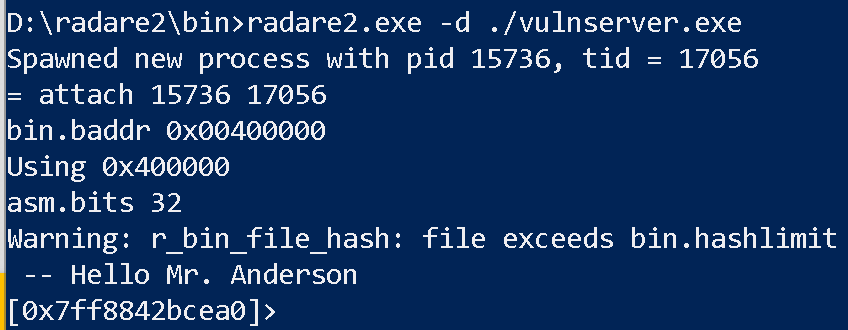 D:\radare2\bin>radare2.exe -d ./vulnserver.exe
Spawned new process with pid 15736, tid = 17056
= attach 15736 17056
bin.baddr 0x00400000
Using 0x400000
asm.bits 32
Warning: r_bin_file_hash: file exceeds bin.hashlimit
 -- Hello Mr. Anderson
[0x7ff8842bcea0]>